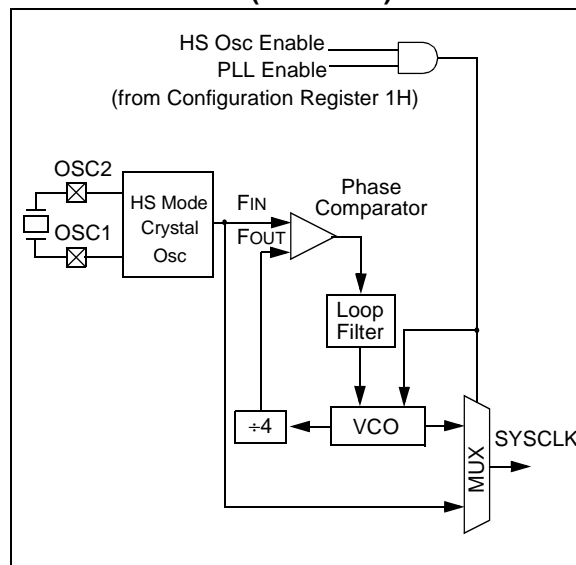 HS Osc Enable
PLL Enable
(from Configuration Register 1H)
OSC2
OSC1
HS Mode
Crystal
Osc
FIN
FOUT
Phase
Comparator
Loop
Filter
÷4
VCO
MUX
SYSCLK